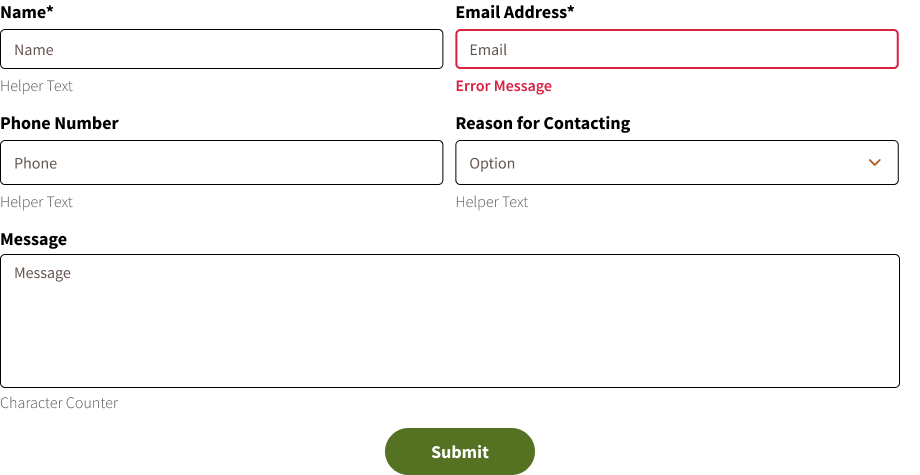 Name*
Email Address*
Name
Email
Helper Text
Error Message
Phone Number
Reason for Contacting
Phone
Option
Helper Text
Helper Text
Message
Message
Character Counter
Submit